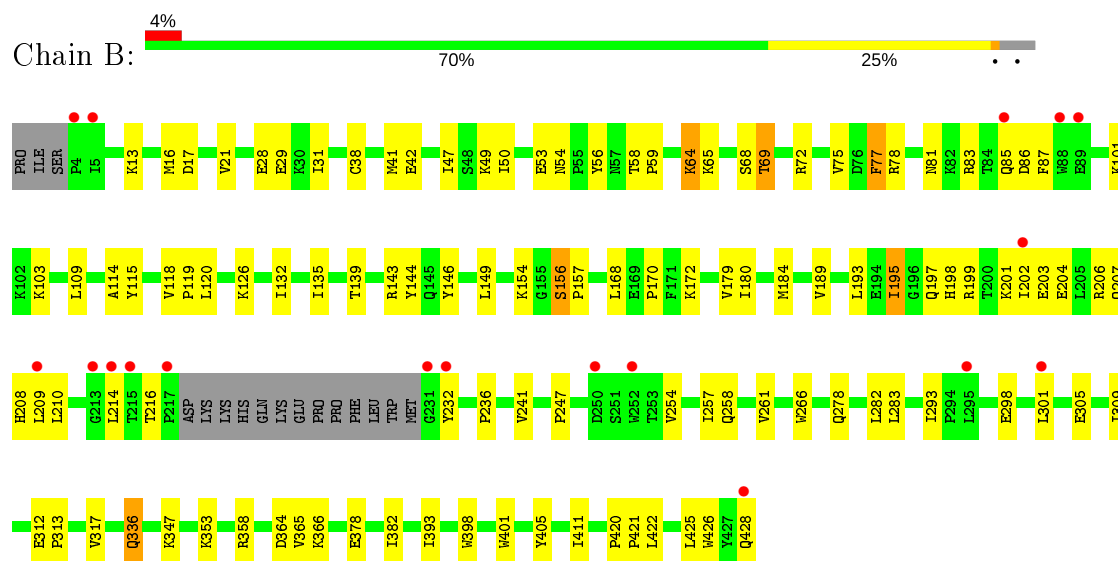 4%
Chain B:
70% 25% • •
PRO ILE SER P4 I5 K13 M16 D17 V21 E28 E29 K30 I31 C38 M41 E42 I47 S48 K49 I50 E53 N54 P55 Y56 N57 T58 P59 K64 K65 S68 T69 R72 V75 D76 F77 R78 N81 K82 R83 T84 Q85 D86 F87 W88 E89 K101
K102 K103 L109 A114 Y115 V118 P119 L120 K126 I132 I135 T139 R143 Y144 Q145 Y146 L149 K154 G155 S156 P157 L168 E169 P170 F171 K172 V179 I180 M184 V189 L193 E194 I195 G196 Q197 H198 R199 T200 K201 I202 E203 E204 L205 R206
H208 L209 L210 G213 L214 T215 T216 P217 ASP LYS LYS HIS GLN LYS GLU PRO PRO PHE LEU TRP MET G231 Y232 P236 V241 P247 D250 S251 W252 T253 V254 I257 Q258 V261 W266 Q278 L282 L283 I293 P294 L295 E298 L301 E305
E312 P313 V317 Q336 K347 K353 R358 D364 V365 K366 E378 I382 I393 W398 W401 Y405 I411 P420 P421 L422 L425 W426 Y427 Q428